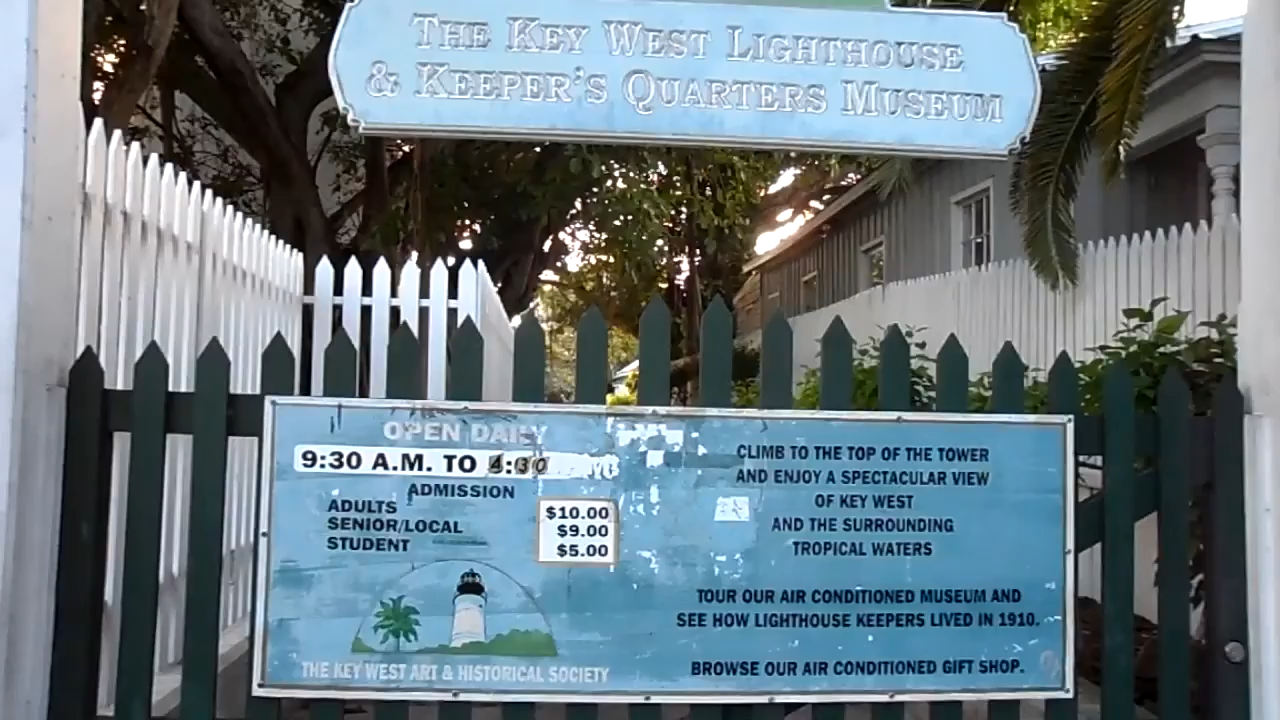 THE KEY WEST LIGHTHOUSE
& KEEPER'S QUARTERS MUSEUM
OPEN DAILY
9:30 A.M. TO 4:30
ADMISSION
ADULTS $10.00
SENIOR/LOCAL $9.00
STUDENT $5.00
THE KEY WEST ART & HISTORICAL SOCIETY
CLIMB TO THE TOP OF THE TOWER
AND ENJOY A SPECTACULAR VIEW
OF KEY WEST
AND THE SURROUNDING
TROPICAL WATERS
TOUR OUR AIR CONDITIONED MUSEUM AND
SEE HOW LIGHTHOUSE KEEPERS LIVED IN 1910.
BROWSE OUR AIR CONDITIONED GIFT SHOP.